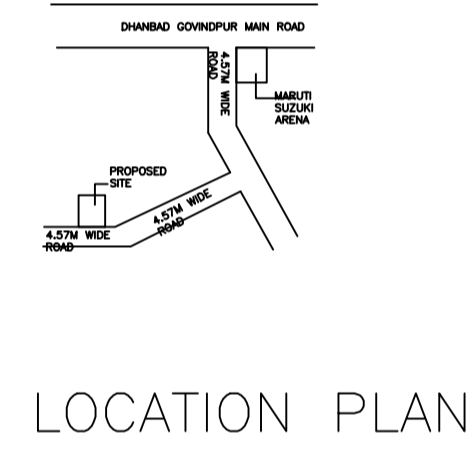 DHANBAD GOVINDPUR MAIN ROAD
4.57M WIDE
ROAD
MARUTI
SUZUKI
ARENA
PROPOSED
SITE
4.57M WIDE
ROAD
4.57M WIDE
ROAD
LOCATION PLAN